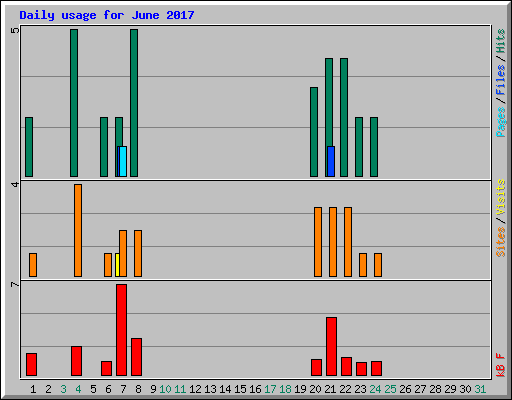 Daily usage for June 2017
5
Pages / Files / Hits
4
Sites / Visits
7
kB F
1 2 3 4 5 6 7 8 9 10 11 12 13 14 15 16 17 18 19 20 21 22 23 24 25 26 27 28 29 30 31